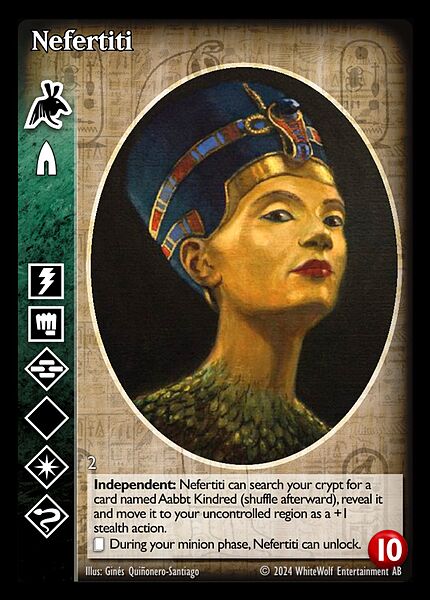 Nefertiti
2
Independent: Nefertiti can search your crypt for a
card named Aabbt Kindred (shuffle afterward), reveal it
and move it to your uncontrolled region as a +1
stealth action.
During your minion phase, Nefertiti can unlock.
10
Illus: Ginés Quiñonero-Santiago © 2024 WhiteWolf Entertainment AB